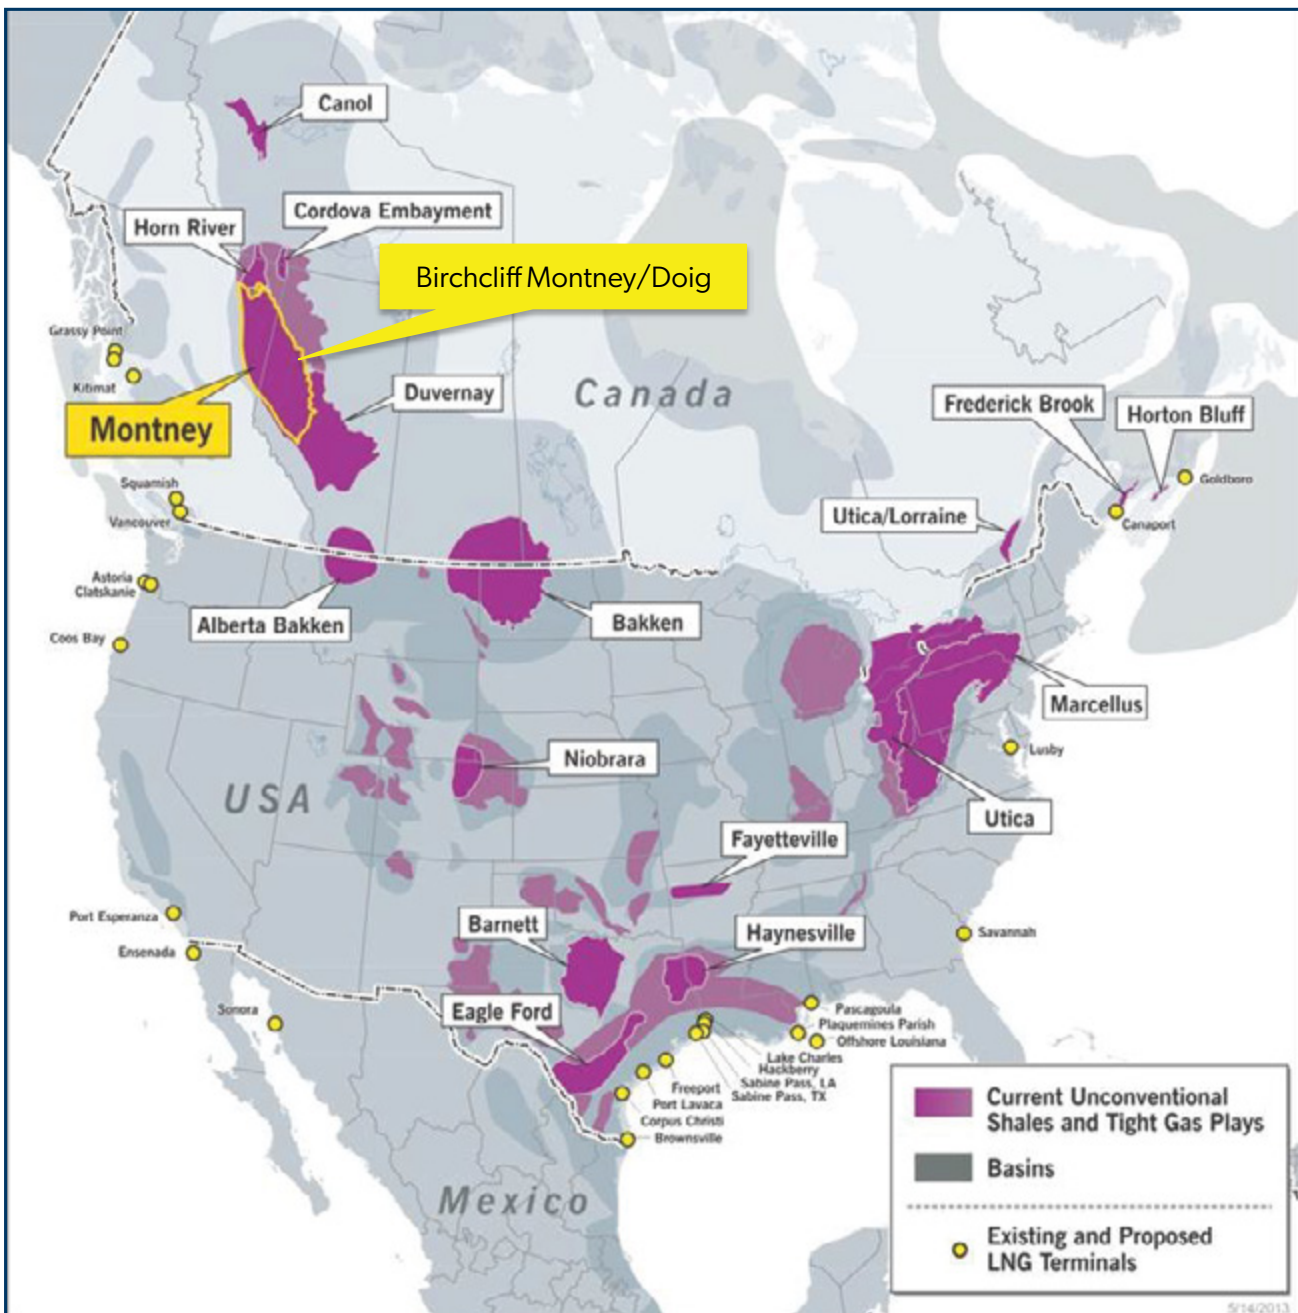 Canol
Cordova Embayment
Horn River
Birchcliff Montney/Doig
Grassy Point
Kitimat
Duvernay
Canada
Montney
Frederick Brook
Horton Bluff
Squamish
Goldboro
Vancouver
Utica/Lorraine
Canaport
Astoria
Clatskanie
Alberta Bakken
Bakken
Coos Bay
Marcellus
Lusby
Niobrara
USA
Utica
Fayetteville
Port Esperanza
Barnett
Haynesville
Savannah
Ensenada
Sonora
Eagle Ford
Pascagoula
Plaquemines Parish
Offshore Louisiana
Lake Charles
Hackberry
Sabine Pass, LA
Sabine Pass, TX
Freeport
Port Lavaca
Corpus Christi
Brownsville
Mexico
Current Unconventional
Shales and Tight Gas Plays
Basins
Existing and Proposed
LNG Terminals
5/14/2013